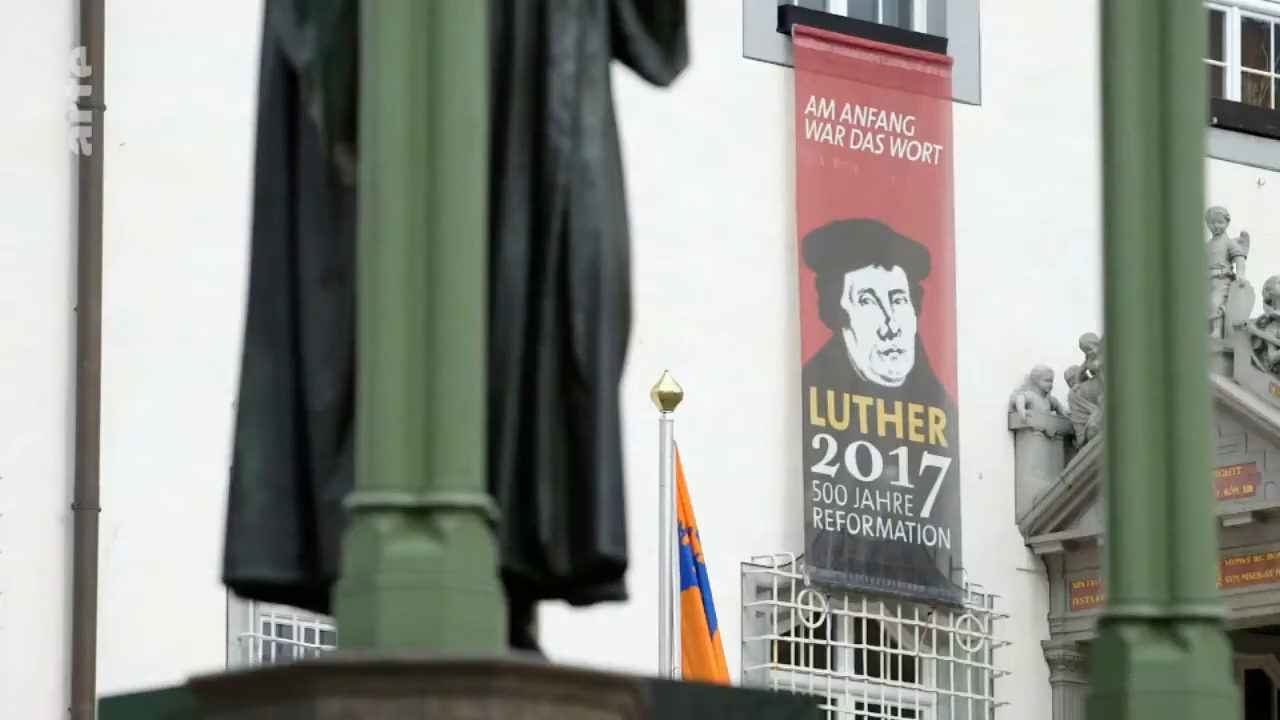 arte
AM ANFANG
WAR DAS WORT
LUTHER
2017
500 JAHRE
REFORMATION